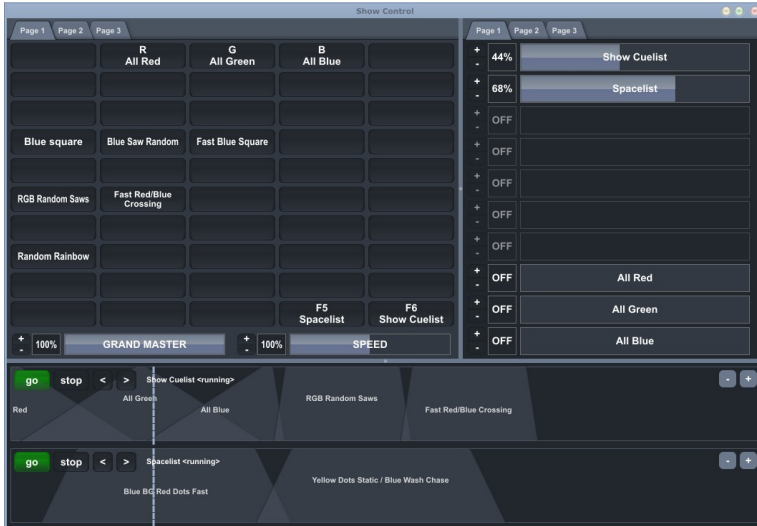 Show Control
Page 1 Page 2 Page 3
R G B
All Red All Green All Blue
Blue square Blue Saw Random Fast Blue Square
RGB Random Saws Fast Red/Blue
Crossing
Random Rainbow
F5 F6
Spacelist Show Cuelist
+
- 100% GRAND MASTER + - 100% SPEED
Page 1 Page 2 Page 3
+
- 44% Show Cuelist
+
- 68% Spacelist
+
- OFF
+
- OFF
+
- OFF
+
- OFF
+
- OFF
+
- OFF All Red
+
- OFF All Green
+
- OFF All Blue
go stop < > Show Cuelist <running> - +
All Green RGB Random Saws
Red All Blue Fast Red/Blue Crossing
go stop < > Spacelist <running> - +
Yellow Dots Static / Blue Wash Chase
Blue BG Red Dots Fast